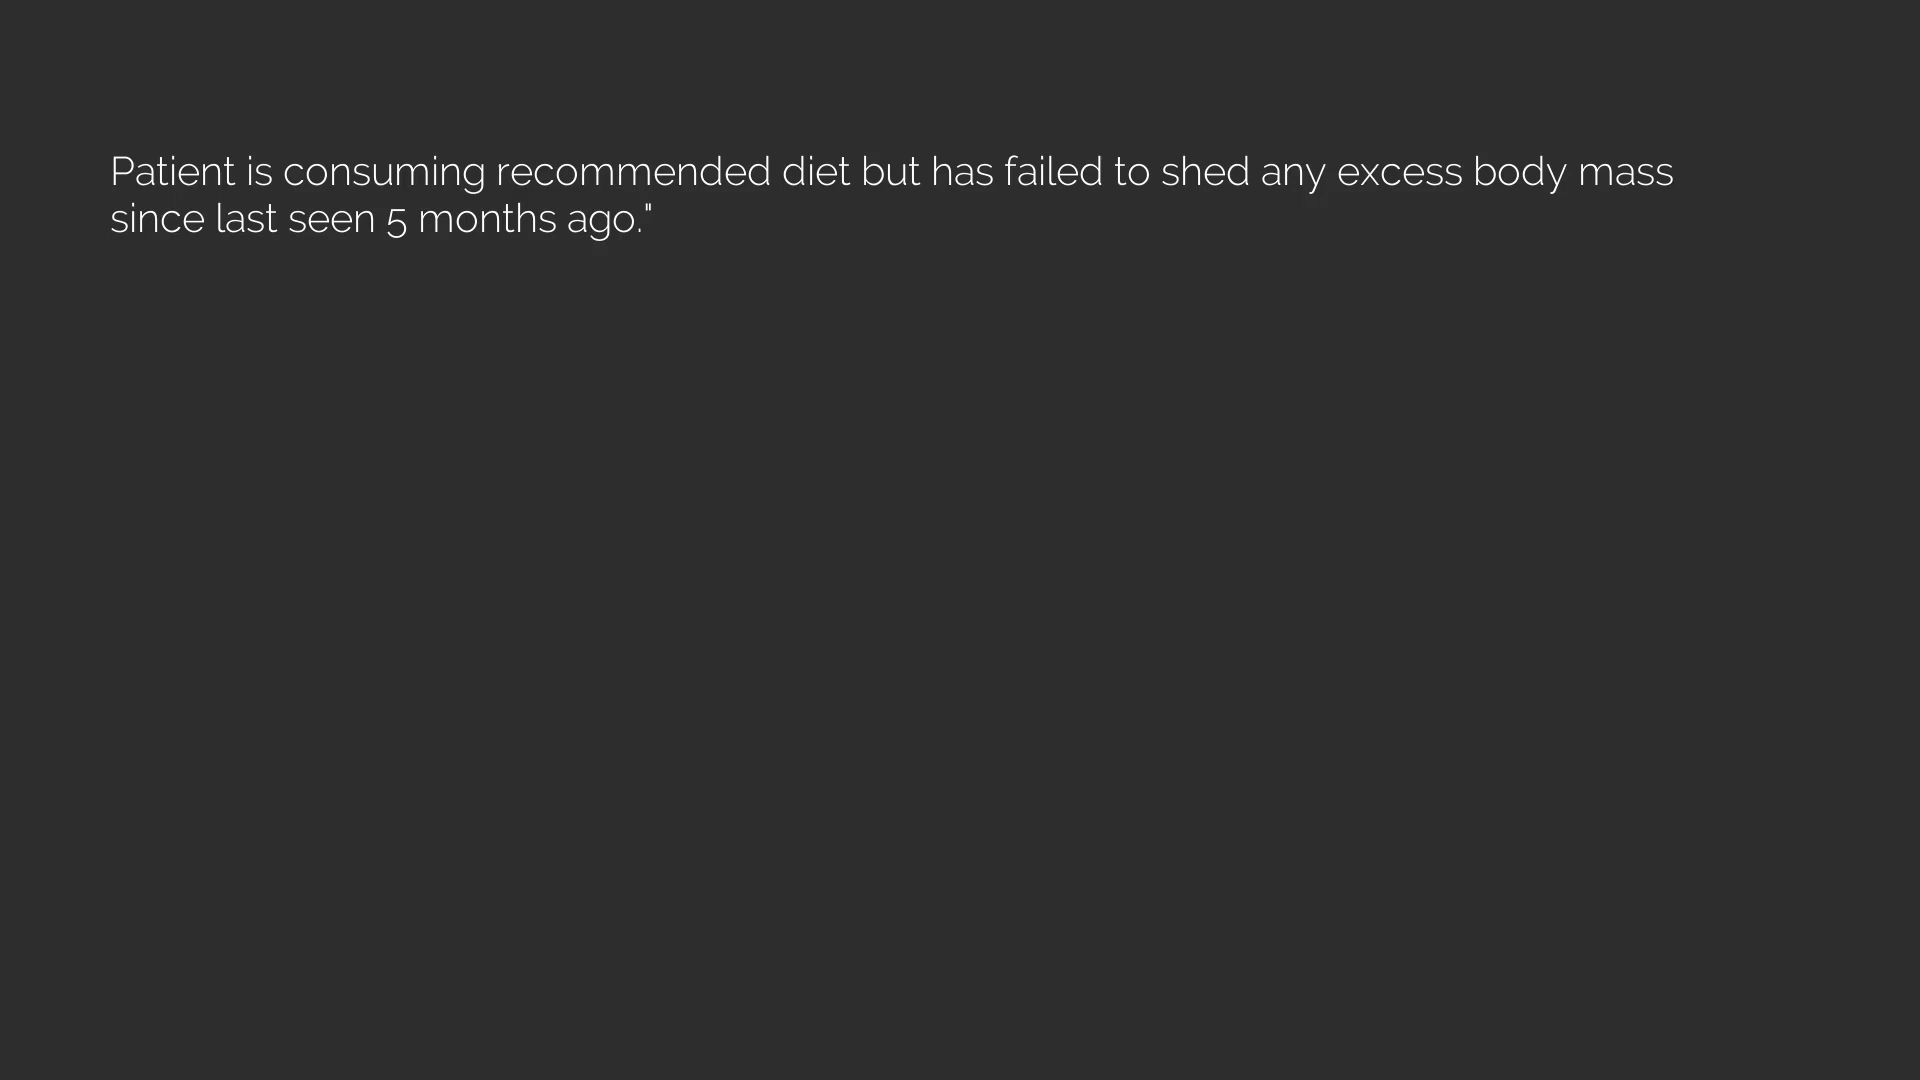 Patient is consuming recommended diet but has failed to shed any excess body mass
since last seen 5 months ago."